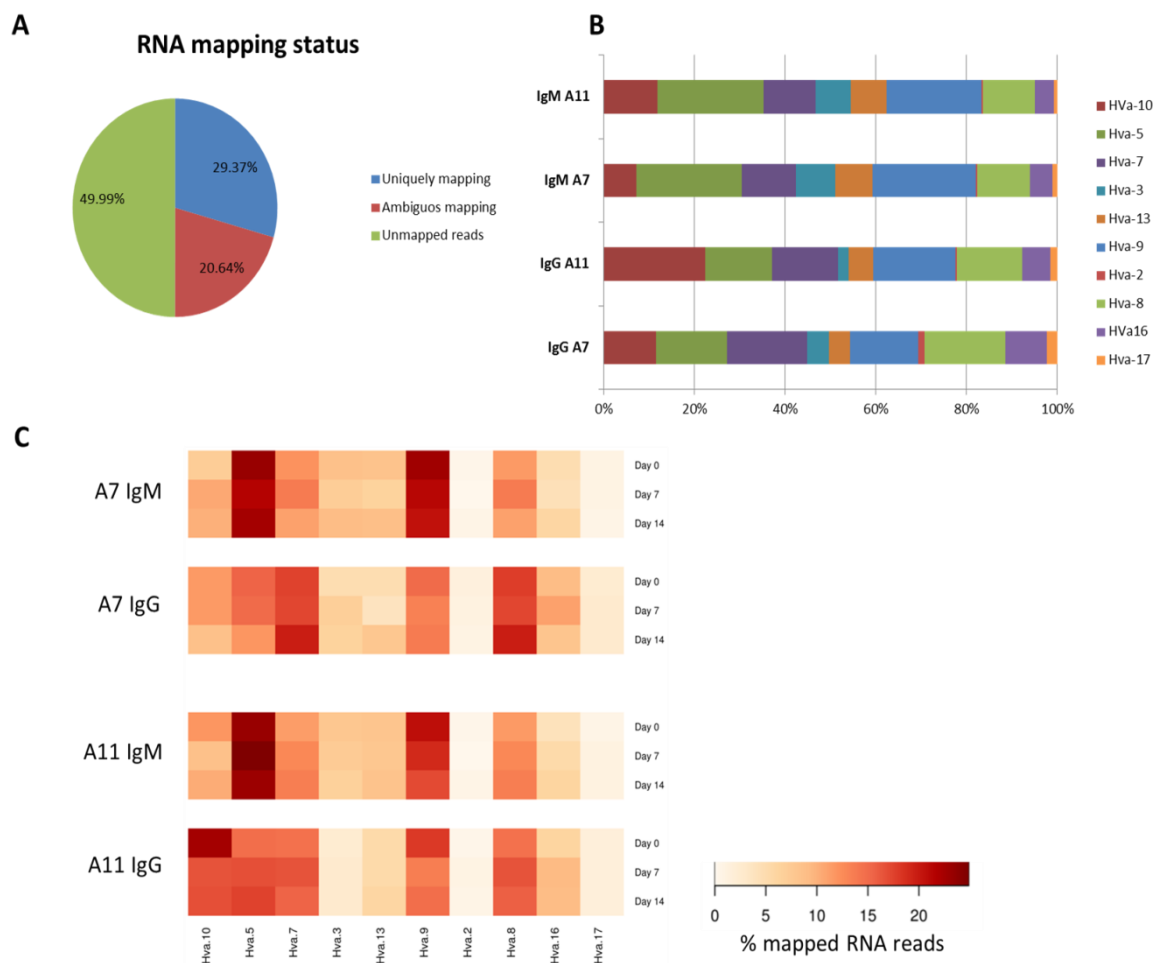 A
RNA mapping status
29.37%
49.99%
20.64%
Uniquely mapping
Ambiguos mapping
Unmapped reads
B
IgM A11
IgM A7
IgG A11
IgG A7
0% 20% 40% 60% 80% 100%
HVa-10
Hva-5
Hva-7
Hva-3
Hva-13
Hva-9
Hva-2
Hva-8
HVa16
Hva-17
C
A7 IgM
Day 0
Day 7
Day 14
A7 IgG
Day 0
Day 7
Day 14
A11 IgM
Day 0
Day 7
Day 14
A11 IgG
Day 0
Day 7
Day 14
Hva.10 Hva.5 Hva.7 Hva.3 Hva.13 Hva.9 Hva.2 Hva.8 Hva.16 Hva.17
0 5 10 15 20
% mapped RNA reads